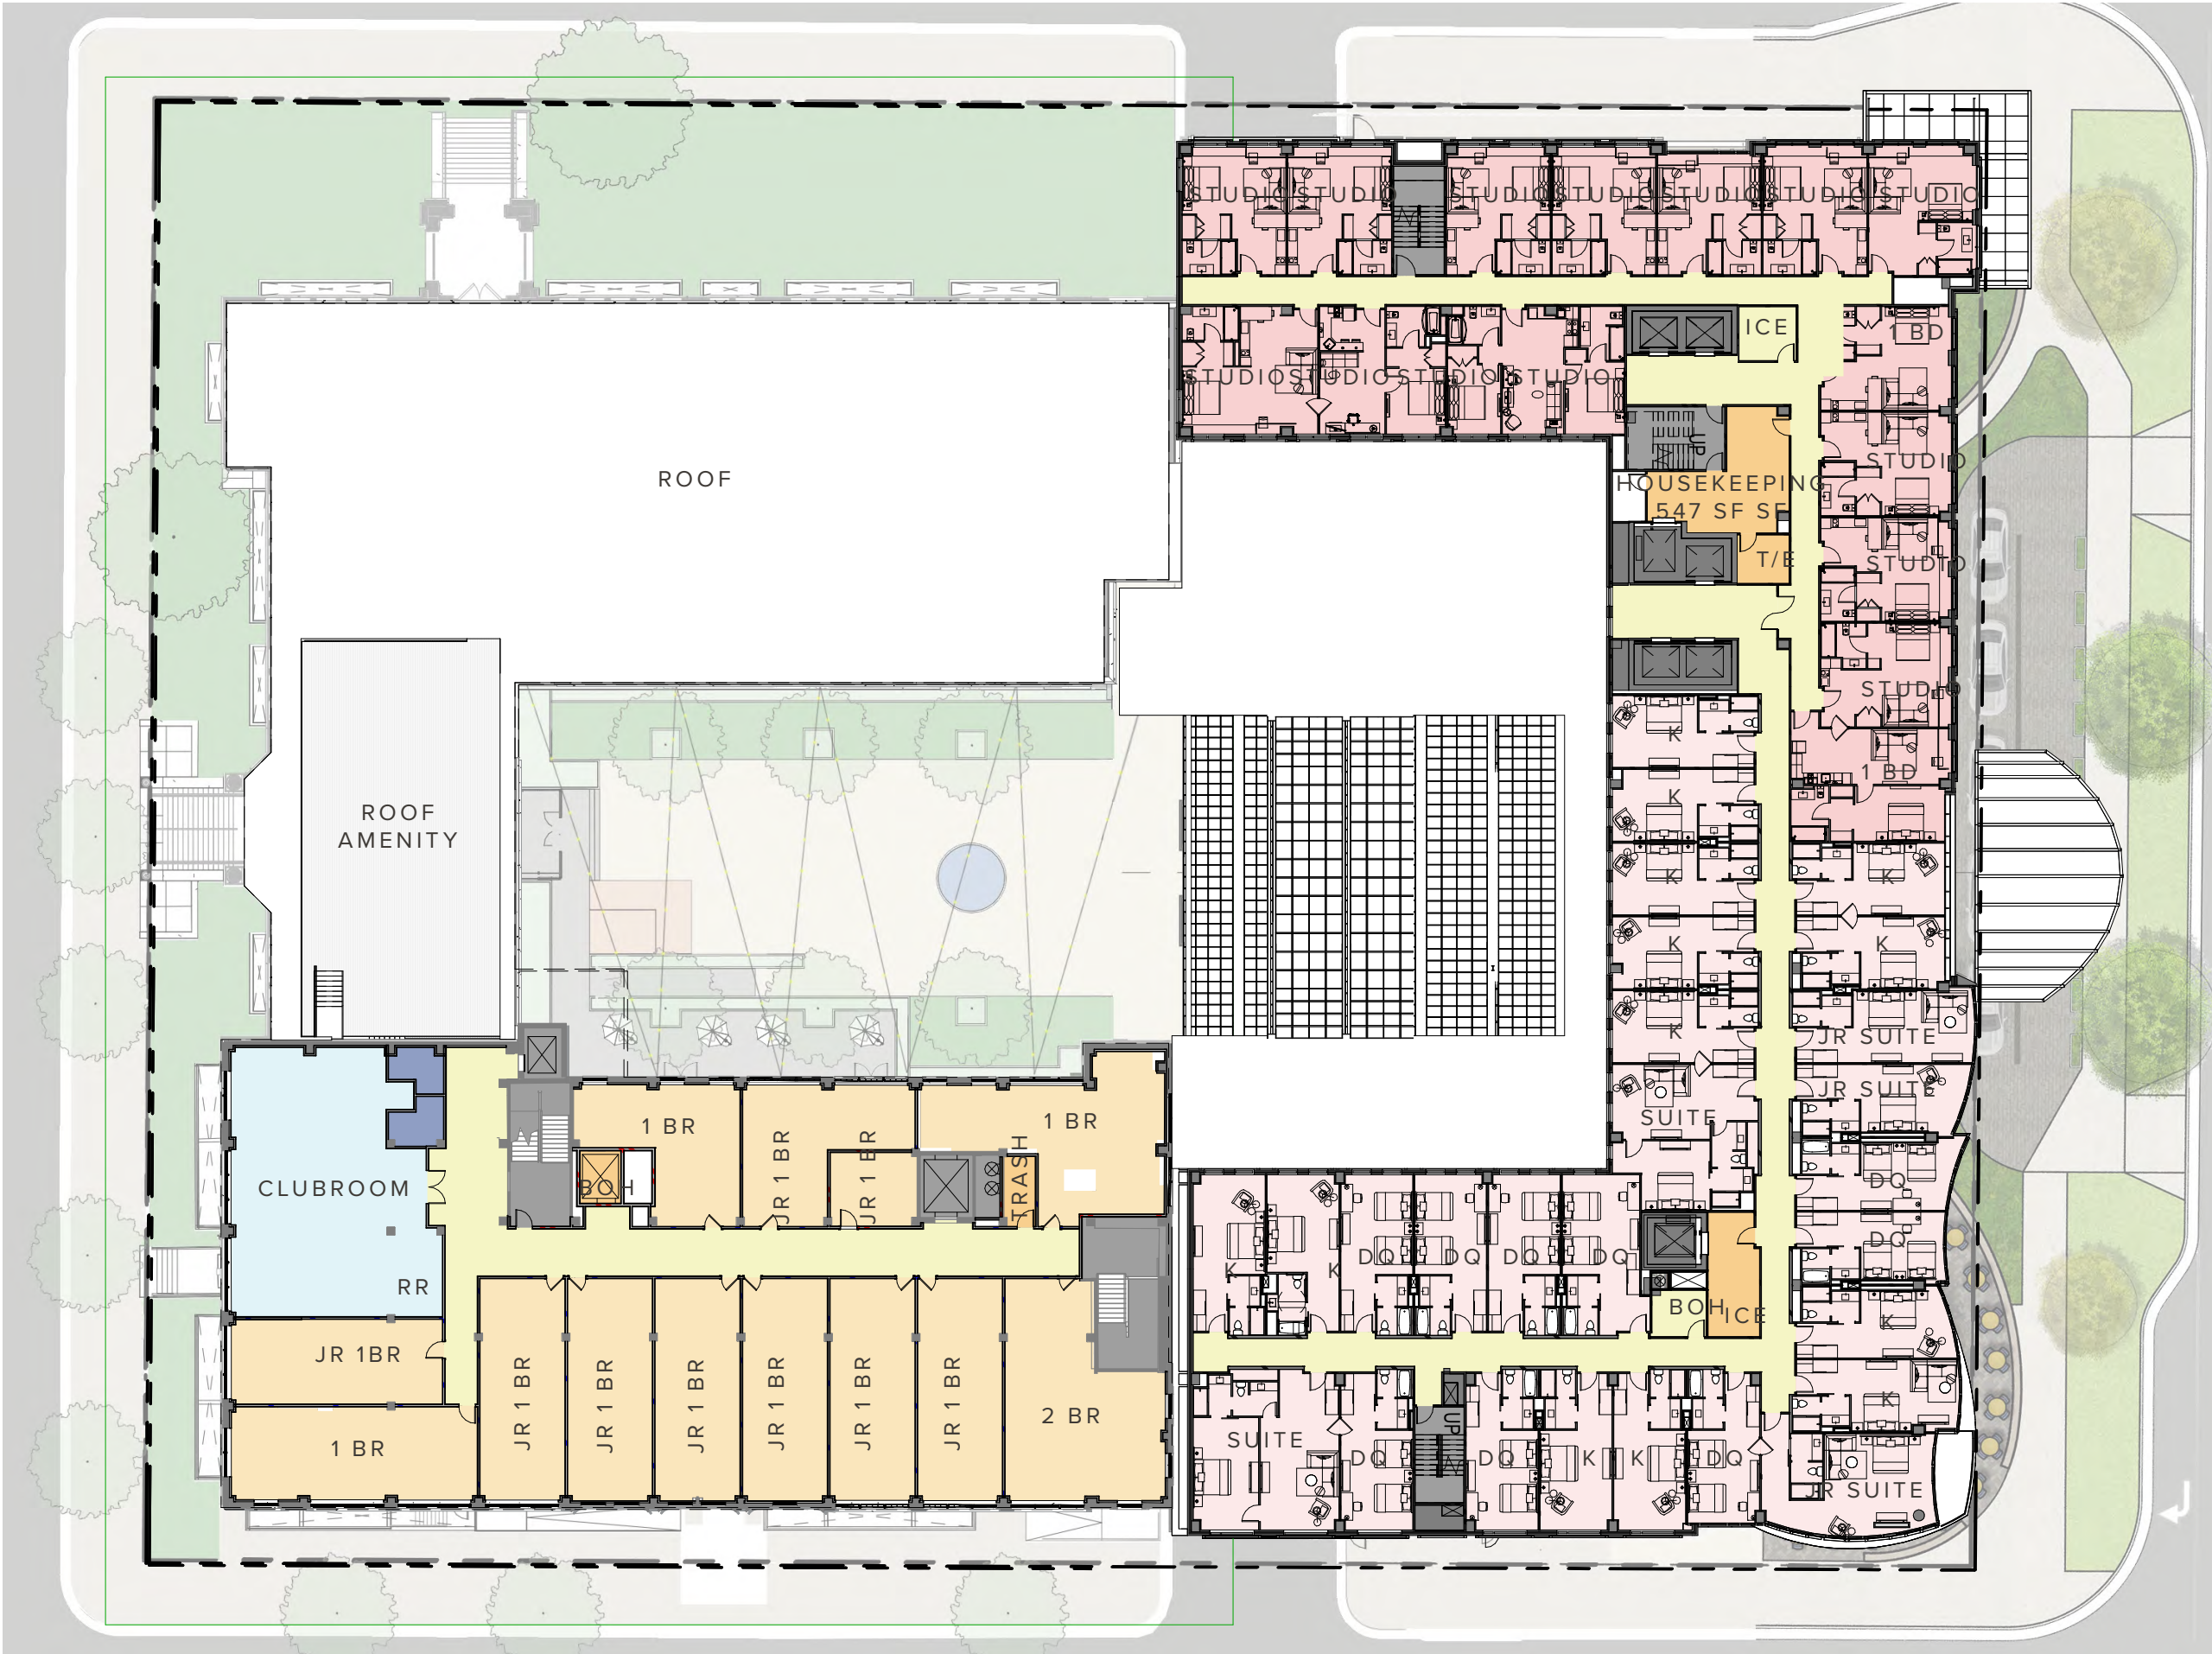 STUDIO STUDIO STUDIO STUDIO STUDIO STUDIO STUDIO
ICE
1 BD
STUDIO STUDIO STUDIO STUDIO
UP
STUDIO
ROOF
HOUSEKEEPING
547 SF SF
T/E
STUDIO
STUDIO
K
1 BD
K
ROOF
AMENITY
K
K
K
K
K
JR SUITE
JR SUITE
SUITE
1 BR
1 BR
JR 1 BR
JR 1 BR
TRASH
BOH
CLUBROOM
DQ
DQ
K
K
DQ
DQ
DQ
DQ
RR
BOH
ICE
K
JR 1BR
K
JR 1 BR
JR 1 BR
JR 1 BR
JR 1 BR
JR 1 BR
JR 1 BR
2 BR
1 BR
SUITE
UP
DQ
DQ
K
K
DQ
JR SUITE